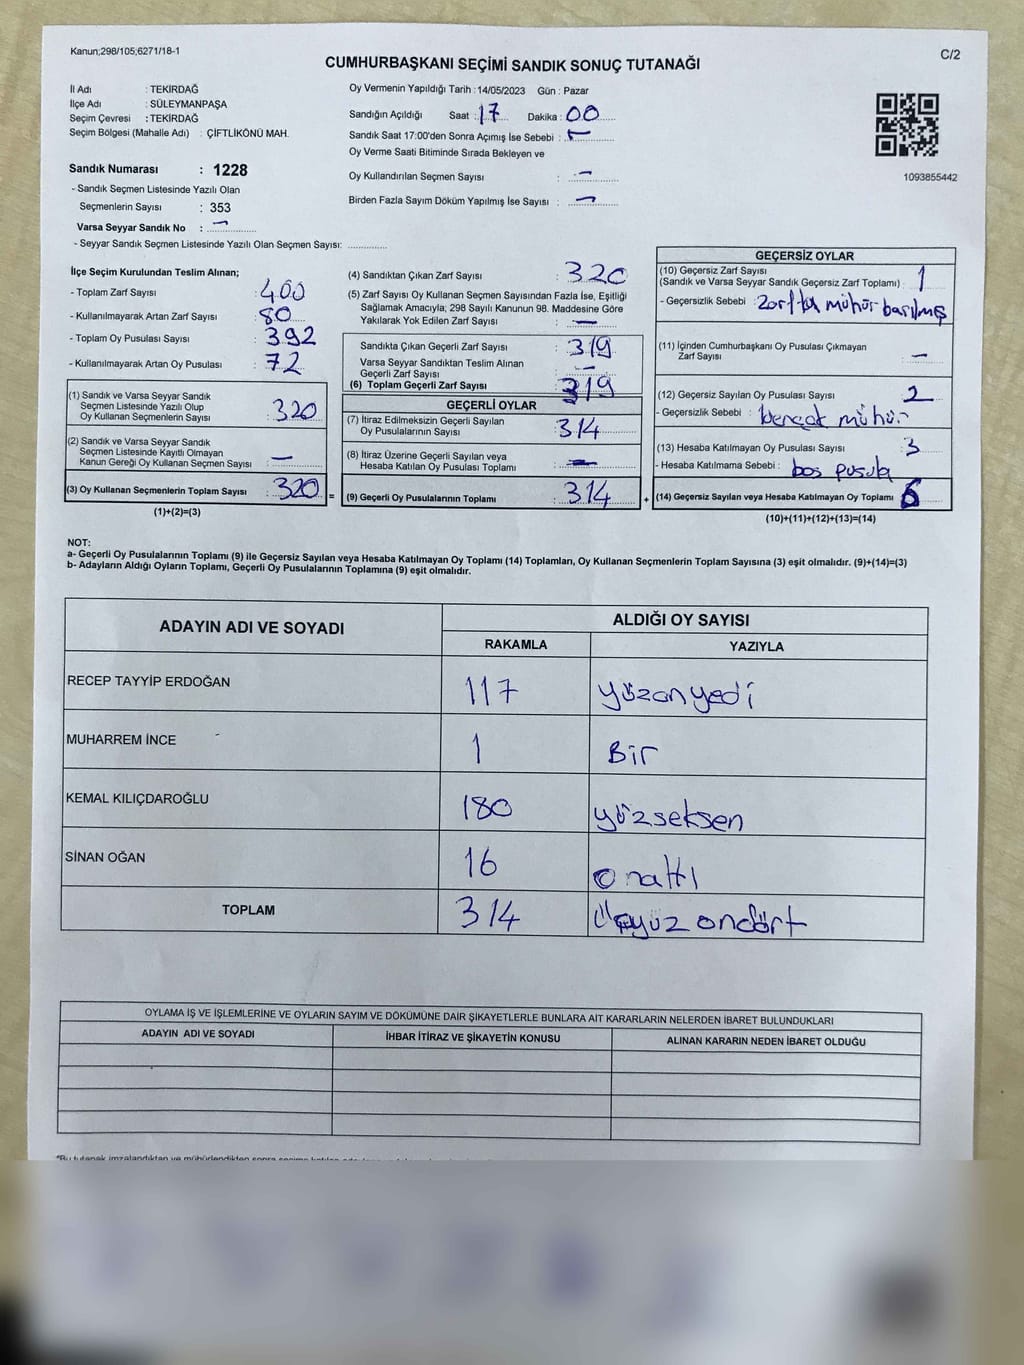 Kanun;298/105;6271/18-1
C/2
CUMHURBAŞKANI SEÇİMİ SANDIK SONUÇ TUTANAĞI
İl Adı : TEKİRDAĞ
İlçe Adı : SÜLEYMANPAŞA
Seçim Çevresi : TEKİRDAĞ
Seçim Bölgesi (Mahalle Adı) : ÇİFTLİKÖNÜ MAH.
Sandık Numarası : 1228
- Sandık Seçmen Listesinde Yazılı Olan
Seçmenlerin Sayısı : 353
Varsa Seyyar Sandık No : -
- Seyyar Sandık Seçmen Listesinde Yazılı Olan Seçmen Sayısı: ..............
Oy Vermenin Yapıldığı Tarih : 14/05/2023 Gün : Pazar
Sandığın Açıldığı Saat : 17 Dakika : 00
Sandık Saat 17:00'den Sonra Açımış İse Sebebi : -
Oy Verme Saati Bitiminde Sırada Bekleyen ve
Oy Kullandırılan Seçmen Sayısı : -
Birden Fazla Sayım Döküm Yapılmış İse Sayısı : -
1093855442
İlçe Seçim Kurulundan Teslim Alınan;
- Toplam Zarf Sayısı : 400
- Kullanılmayarak Artan Zarf Sayısı : 80
- Toplam Oy Pusulası Sayısı : 392
- Kullanılmayarak Artan Oy Pusulası : 72
(1) Sandık ve Varsa Seyyar Sandık
Seçmen Listesinde Yazılı Olup
Oy Kullanan Seçmenlerin Sayısı : 320
(2) Sandık ve Varsa Seyyar Sandık
Seçmen Listesinde Kayıtlı Olmayan
Kanun Gereği Oy Kullanan Seçmen Sayısı : -
(3) Oy Kullanan Seçmenlerin Toplam Sayısı : 320 =
(1)+(2)=(3)
(4) Sandıktan Çıkan Zarf Sayısı : 320
(5) Zarf Sayısı Oy Kullanan Seçmen Sayısından Fazla İse, Eşitliği
Sağlamak Amacıyla; 298 Sayılı Kanunun 98. Maddesine Göre
Yakılarak Yok Edilen Zarf Sayısı : -
Sandıkta Çıkan Geçerli Zarf Sayısı : 319
Varsa Seyyar Sandıktan Teslim Alınan
Geçerli Zarf Sayısı : -
(6) Toplam Geçerli Zarf Sayısı 319
GEÇERLİ OYLAR
(7) İtiraz Edilmeksizin Geçerli Sayılan
Oy Pusulalarının Sayısı : 314
(8) İtiraz Üzerine Geçerli Sayılan veya
Hesaba Katılan Oy Pusulası Toplamı : -
(9) Geçerli Oy Pusulalarının Toplamı : 314 +
GEÇERSİZ OYLAR
(10) Geçersiz Zarf Sayısı
(Sandık ve Varsa Seyyar Sandık Geçersiz Zarf Toplamı) : 1
- Geçersizlik Sebebi : Zarfta mühür barılmış
(11) İçinden Cumhurbaşkanı Oy Pusulası Çıkmayan
Zarf Sayısı : -
(12) Geçersiz Sayılan Oy Pusulası Sayısı : 2
- Geçersizlik Sebebi : mühür
(13) Hesaba Katılmayan Oy Pusulası Sayısı : 3
- Hesaba Katılmama Sebebi : boş pusula
(14) Geçersiz Sayılan veya Hesaba Katılmayan Oy Toplamı 6
(10)+(11)+(12)+(13)=(14)
NOT:
a- Geçerli Oy Pusulalarının Toplamı (9) ile Geçersiz Sayılan veya Hesaba Katılmayan Oy Toplamı (14) Toplamları, Oy Kullanan Seçmenlerin Toplam Sayısına (3) eşit olmalıdır. (9)+(14)=(3)
b- Adayların Aldığı Oyların Toplamı, Geçerli Oy Pusulalarının Toplamına (9) eşit olmalıdır.
ADAYIN ADI VE SOYADI ALDIĞI OY SAYISI
RAKAMLA YAZIYLA
RECEP TAYYİP ERDOĞAN 117 yüzonyedi
MUHARREM İNCE 1 Bir
KEMAL KILIÇDAROĞLU 180 yüzseksen
SİNAN OĞAN 16 onaltı
TOPLAM 314 Üçyüz ondört
OYLAMA İŞ VE İŞLEMLERİNE VE OYLARIN SAYIM VE DÖKÜMÜNE DAİR ŞİKAYETLERLE BUNLARA AİT KARARLARIN NELERDEN İBARET BULUNDUKLARI
ADAYIN ADI VE SOYADI İHBAR İTİRAZ VE ŞİKAYETİN KONUSU ALINAN KARARIN NEDEN İBARET OLDUĞU